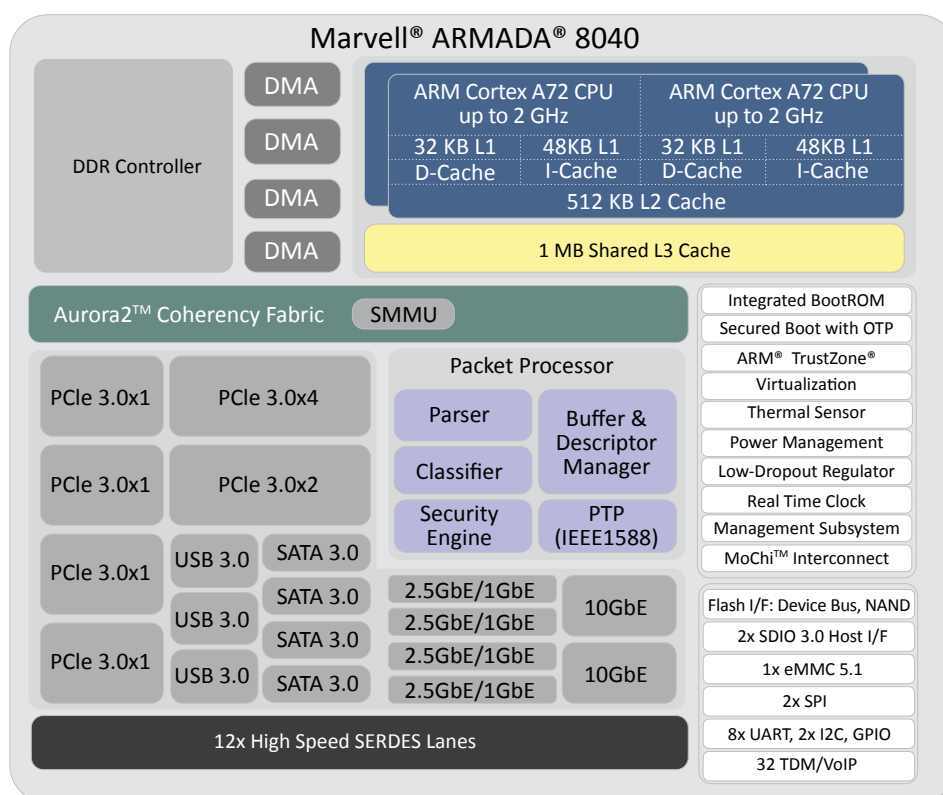 Marvell® ARMADA® 8040
DDR Controller
DMA
DMA
DMA
DMA
ARM Cortex A72 CPU
up to 2 GHz
32 KB L1
D-Cache
48KB L1
I-Cache
ARM Cortex A72 CPU
up to 2 GHz
32 KB L1
D-Cache
48KB L1
I-Cache
512 KB L2 Cache
1 MB Shared L3 Cache
Aurora2™ Coherency Fabric
SMMU
PCle 3.0x1
PCle 3.0x4
PCle 3.0x1
PCle 3.0x2
PCle 3.0x1
PCle 3.0x1
USB 3.0
USB 3.0
USB 3.0
SATA 3.0
SATA 3.0
SATA 3.0
SATA 3.0
Packet Processor
Parser
Classifier
Security
Engine
Buffer &
Descriptor
Manager
PTP
(IEEE1588)
2.5GbE/1GbE
2.5GbE/1GbE
2.5GbE/1GbE
2.5GbE/1GbE
10GbE
10GbE
12x High Speed SERDES Lanes
Integrated BootROM
Secured Boot with OTP
ARM® TrustZone®
Virtualization
Thermal Sensor
Power Management
Low-Dropout Regulator
Real Time Clock
Management Subsystem
MoChi™ Interconnect
Flash I/F: Device Bus, NAND
2x SDIO 3.0 Host I/F
1x eMMC 5.1
2x SPI
8x UART, 2x I2C, GPIO
32 TDM/VoIP